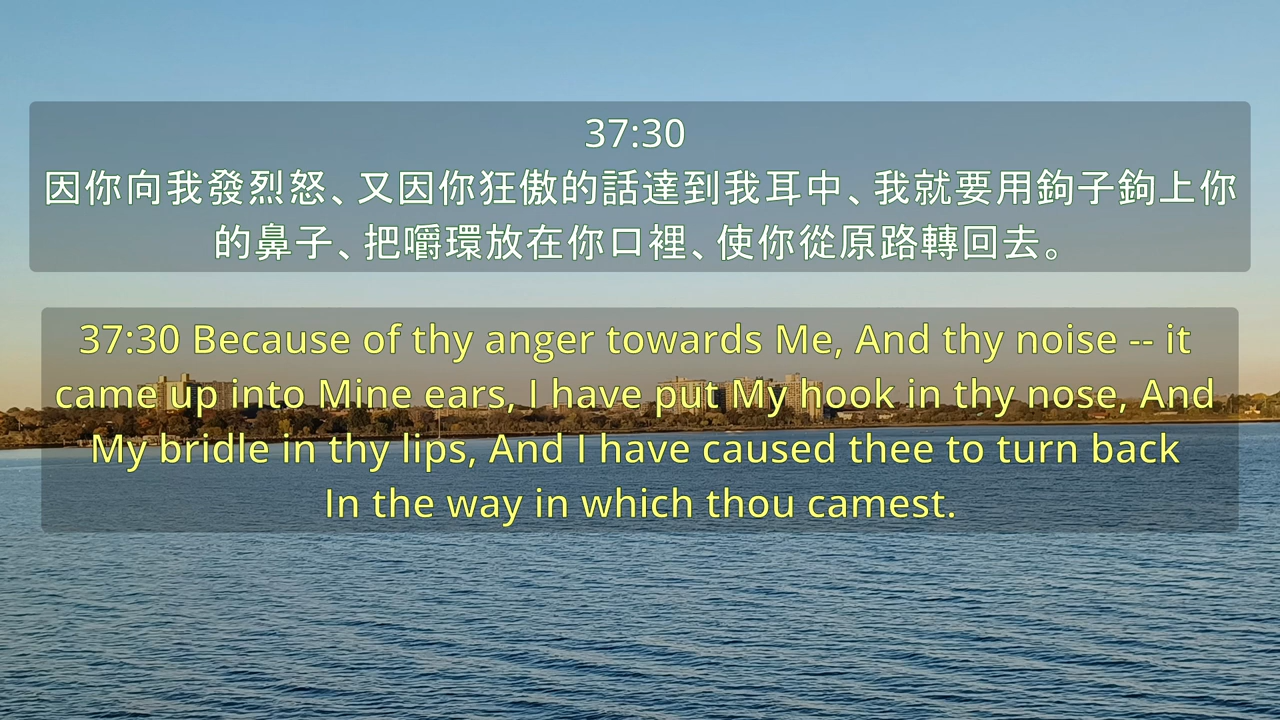 37:30
因你向我發烈怒、又因你狂傲的話達到我耳中、我就要用鉤子鉤上你
的鼻子、把嚼環放在你口裡、使你從原路轉回去。
37:30 Because of thy anger towards Me, And thy noise -- it
came up into Mine ears, I have put My hook in thy nose, And
My bridle in thy lips, And I have caused thee to turn back
In the way in which thou camest.